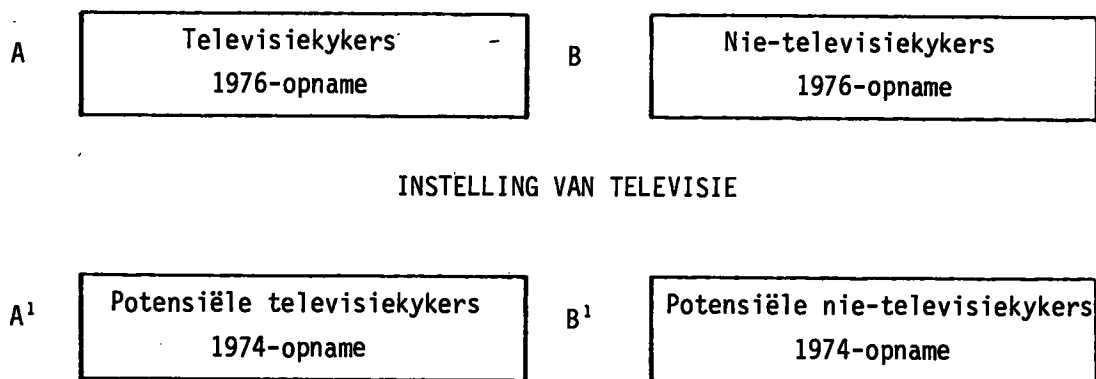 A Televisiekykers B Nie-televisiekykers
1976-opname 1976-opname
INSTELLING VAN TELEVISIE
A¹ Potensiële televisiekykers B¹ Potensiële nie-televisiekykers
1974-opname 1974-opname